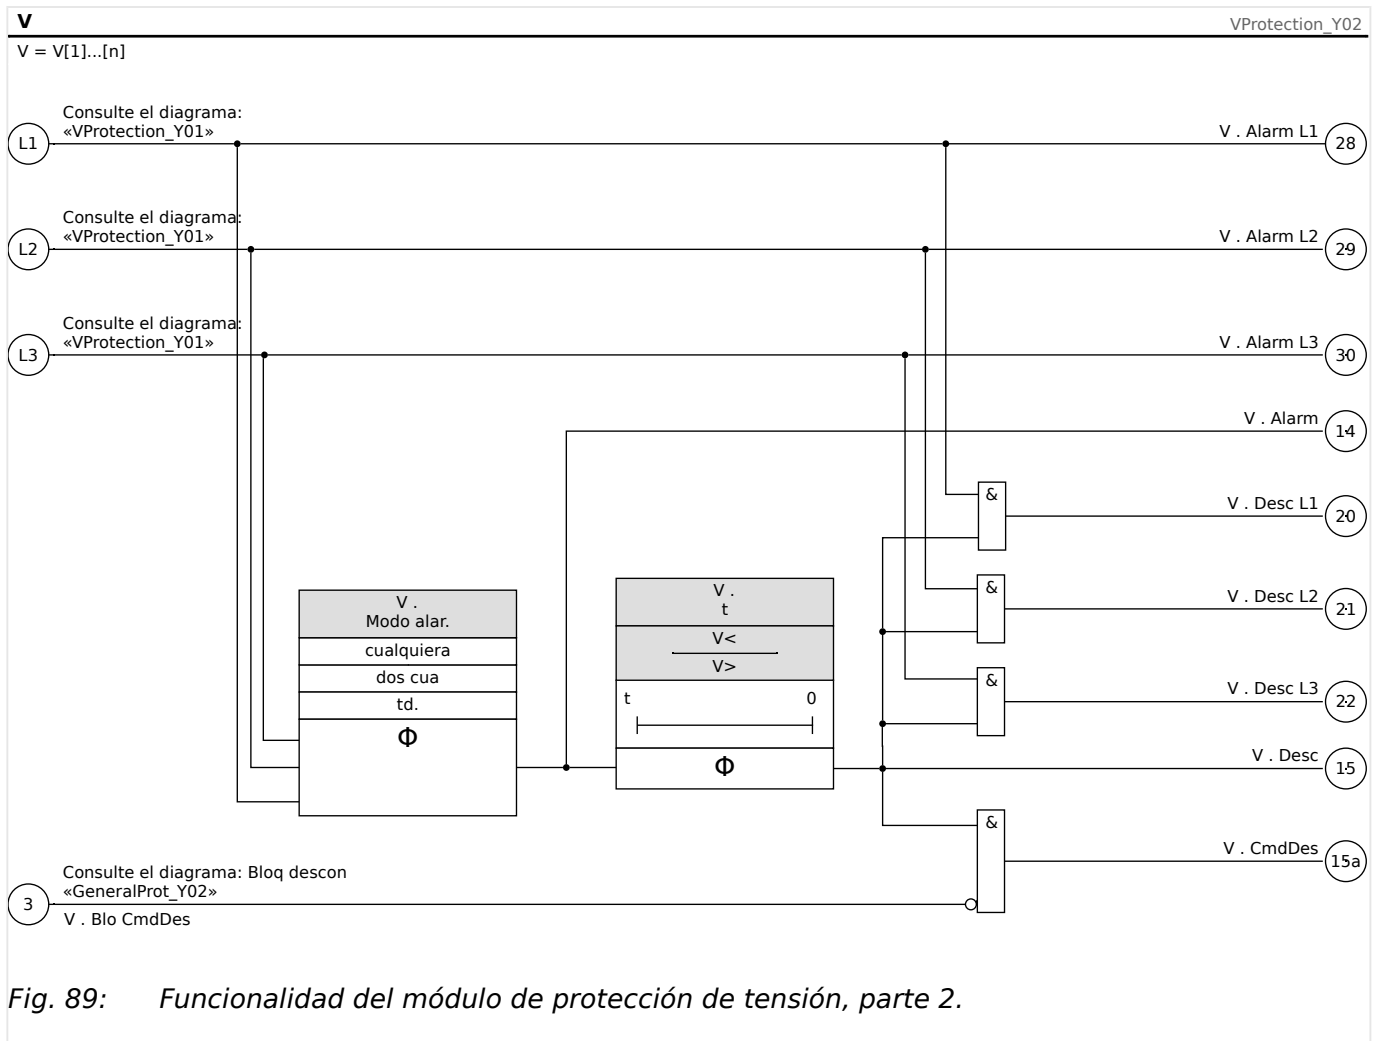 V
VProtection_Y02
V = V[1]...[n]
Consulte el diagrama:
«VProtection_Y01»
L1
V . Alarm L1
28
Consulte el diagrama:
«VProtection_Y01»
L2
V . Alarm L2
29
Consulte el diagrama:
«VProtection_Y01»
L3
V . Alarm L3
30
V . Alarm
14
&
V . Desc L1
20
&
V . Desc L2
21
V .
Modo alar.
cualquiera
dos cua
td.
Φ
V .
t
V<
V>
t 0
Φ
&
V . Desc L3
22
V . Desc
15
&
V . CmdDes
15a
Consulte el diagrama: Bloq descon
«GeneralProt_Y02»
3
V . Blo CmdDes
Fig. 89: Funcionalidad del módulo de protección de tensión, parte 2.